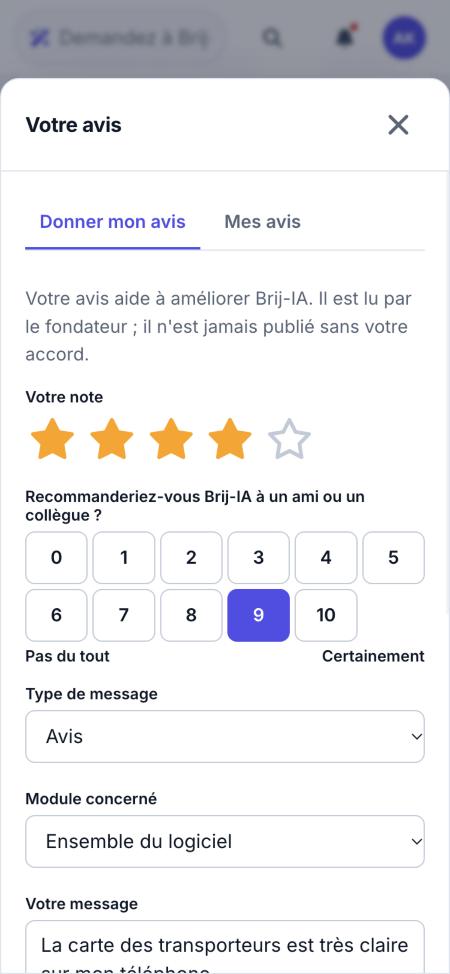 Demandez à Brij
AK
Votre avis
Donner mon avis
Mes avis
Votre avis aide à améliorer Brij-IA. Il est lu par
le fondateur ; il n'est jamais publié sans votre
accord.
Votre note
Recommanderiez-vous Brij-IA à un ami ou un
collègue ?
0 1 2 3 4 5
6 7 8 9 10
Pas du tout Certainement
Type de message
Avis
Module concerné
Ensemble du logiciel
Votre message
La carte des transporteurs est très claire
sur mon téléphone